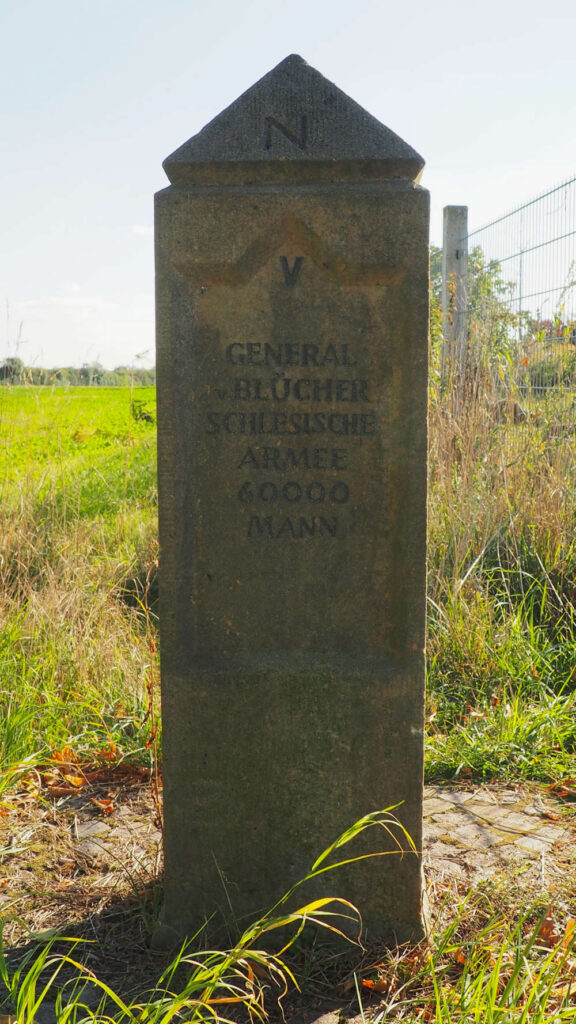 N
V
GENERAL
v. BLÜCHER
SCHLESISCHE
ARMEE
60000
MANN